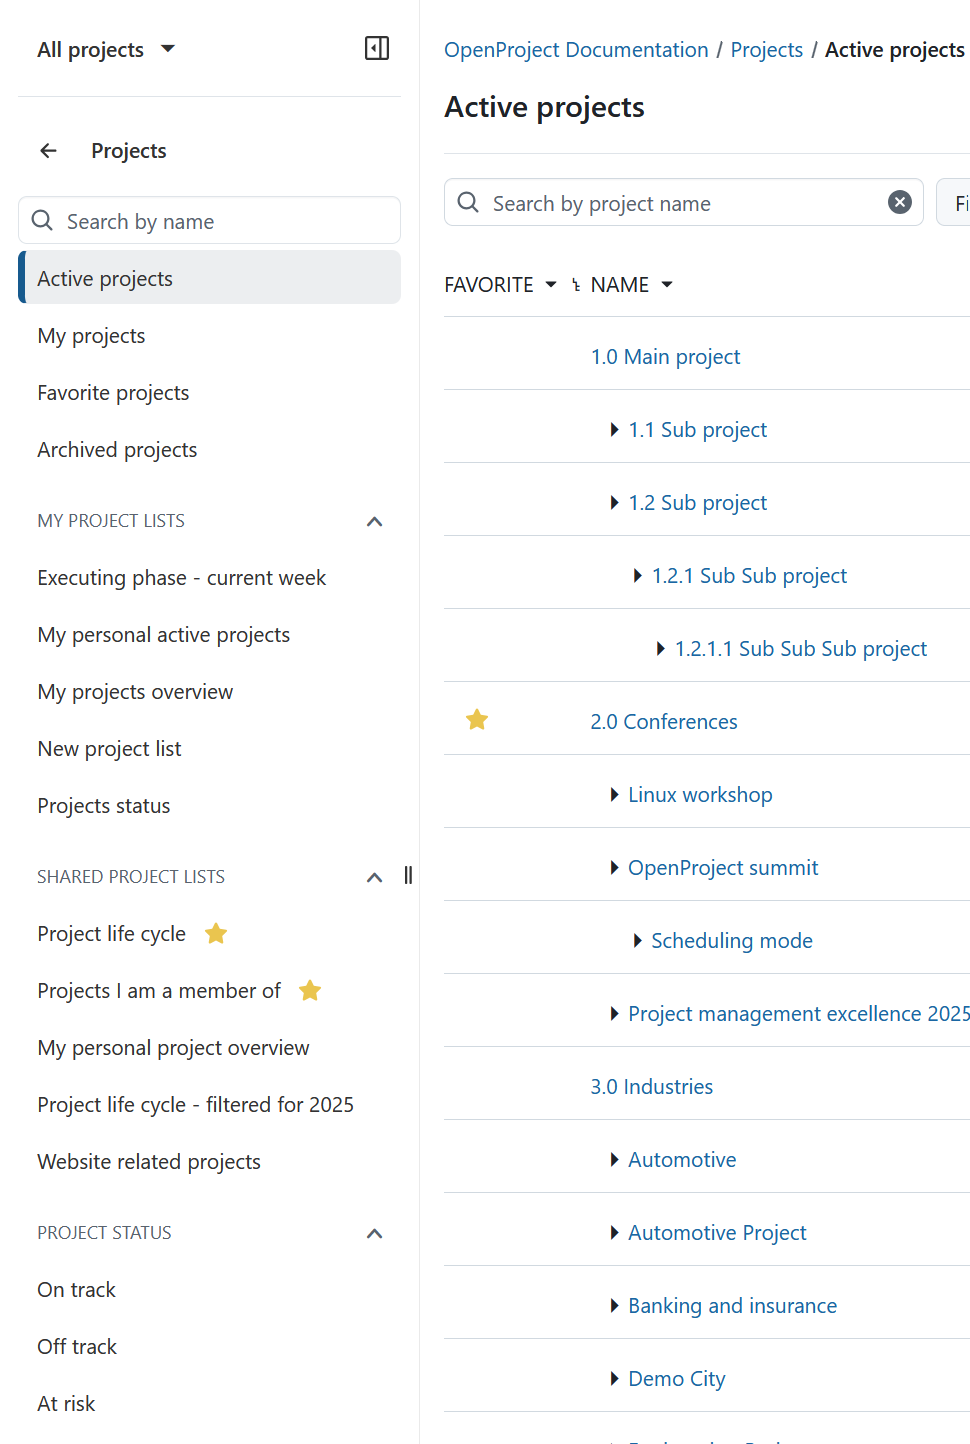 All projects
Projects
Search by name
Active projects
My projects
Favorite projects
Archived projects
MY PROJECT LISTS
Executing phase - current week
My personal active projects
My projects overview
New project list
Projects status
SHARED PROJECT LISTS
Project life cycle
Projects I am a member of
My personal project overview
Project life cycle - filtered for 2025
Website related projects
PROJECT STATUS
On track
Off track
At risk
OpenProject Documentation / Projects / Active projects
Active projects
Search by project name
FAVORITE NAME
1.0 Main project
1.1 Sub project
1.2 Sub project
1.2.1 Sub Sub project
1.2.1.1 Sub Sub Sub project
2.0 Conferences
Linux workshop
OpenProject summit
Scheduling mode
Project management excellence 2025
3.0 Industries
Automotive
Automotive Project
Banking and insurance
Demo City